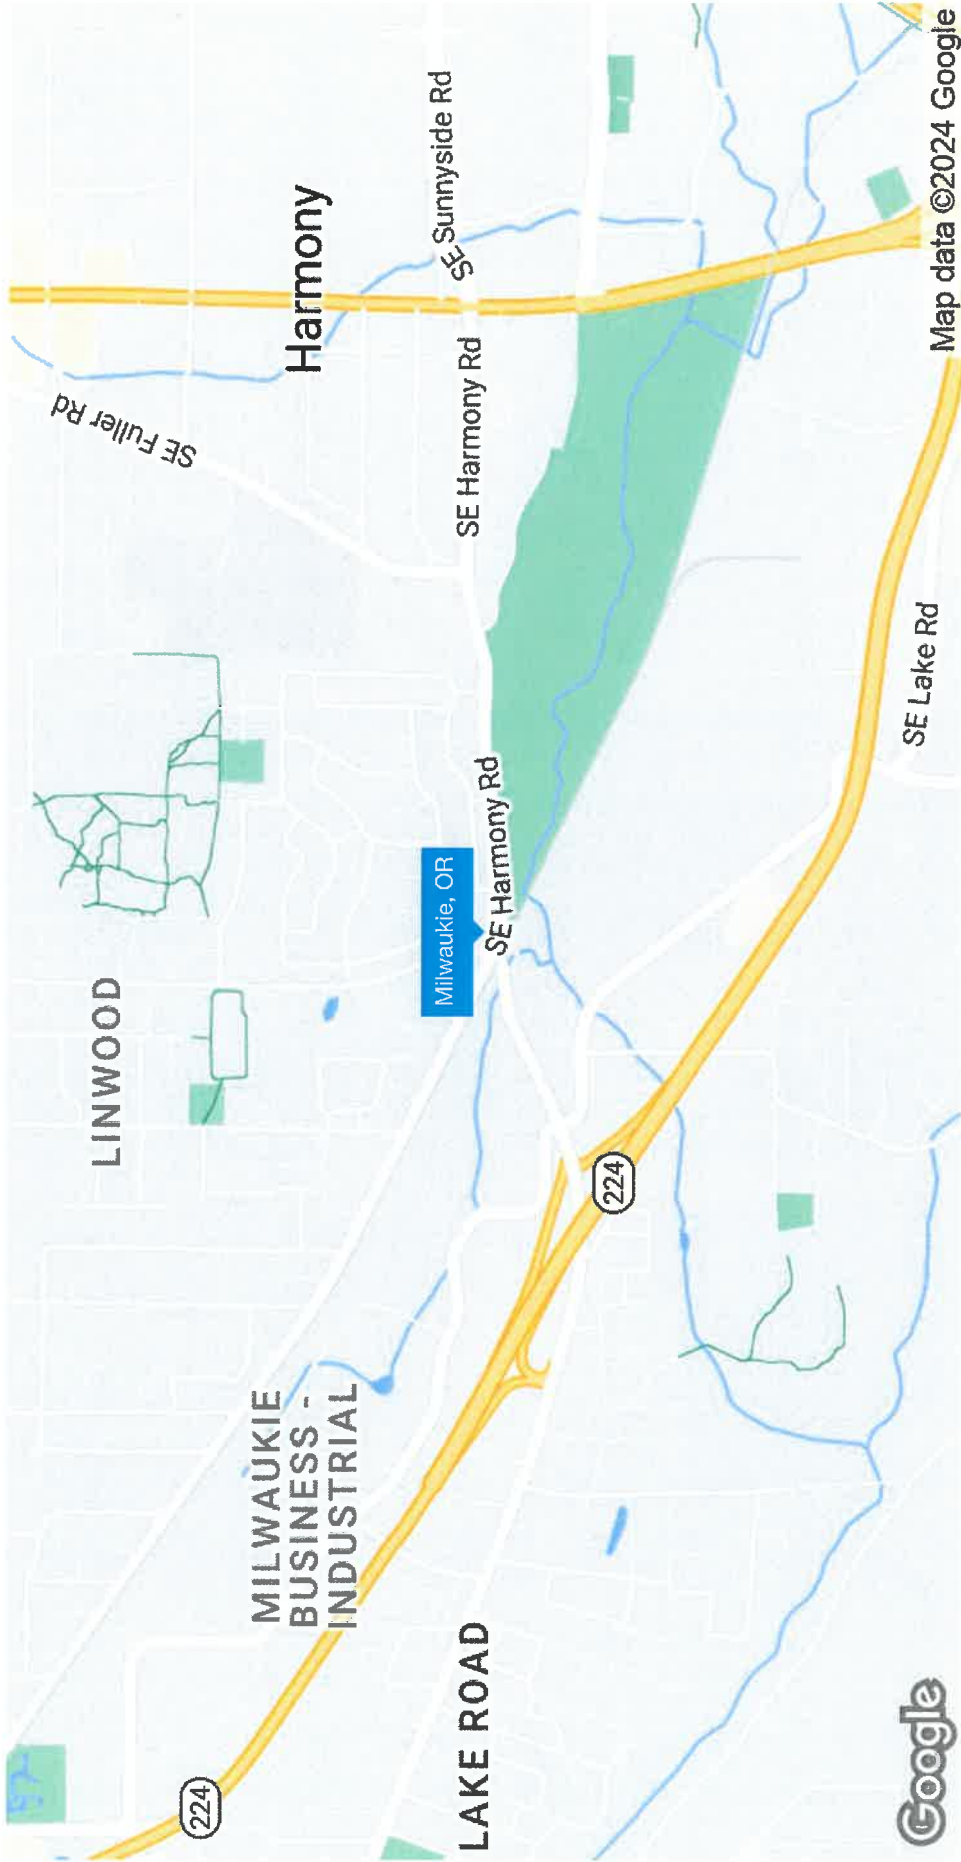 LINWOOD
SE Fuller Rd
Harmony
MILWAUKIE
BUSINESS -
INDUSTRIAL
Milwaukie, OR
SE Harmony Rd
SE Harmony Rd
SE Sunnyside Rd
224
224
LAKE ROAD
SE Lake Rd
Google
Map data ©2024 Google